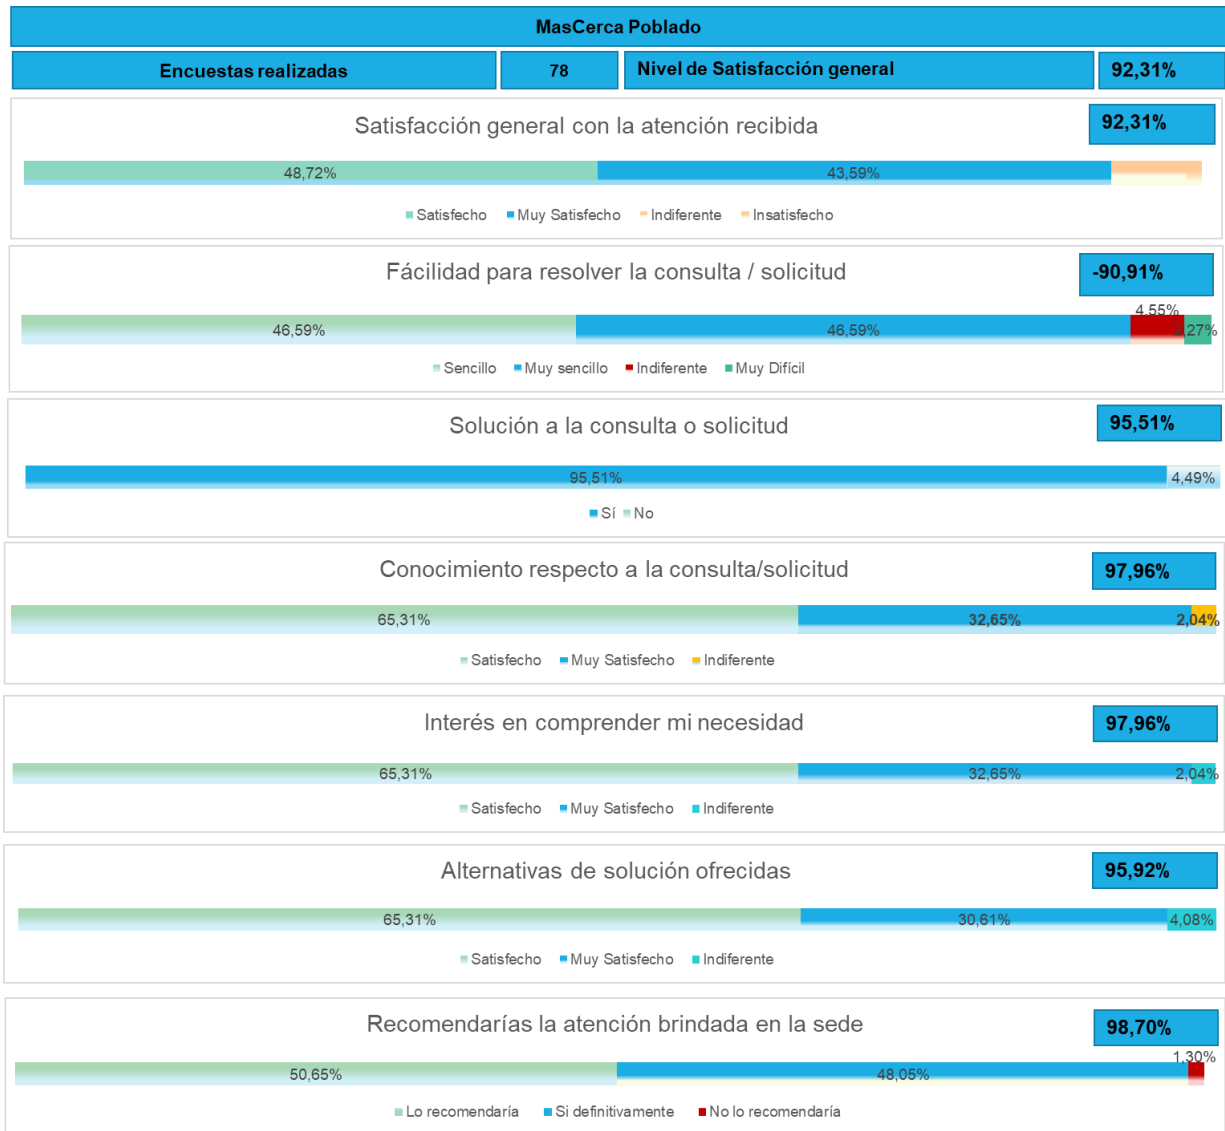 MasCerca Poblado
Encuestas realizadas 78 Nivel de Satisfacción general 92,31%
Satisfacción general con la atención recibida 92,31%
48,72% 43,59%
Satisfecho Muy Satisfecho Indiferente Insatisfecho
Fácilidad para resolver la consulta / solicitud -90,91%
46,59% 46,59% 4,55% 2,27%
Sencillo Muy sencillo Indiferente Muy Difícil
Solución a la consulta o solicitud 95,51%
95,51% 4,49%
Sí No
Conocimiento respecto a la consulta/solicitud 97,96%
65,31% 32,65% 2,04%
Satisfecho Muy Satisfecho Indiferente
Interés en comprender mi necesidad 97,96%
65,31% 32,65% 2,04%
Satisfecho Muy Satisfecho Indiferente
Alternativas de solución ofrecidas 95,92%
65,31% 30,61% 4,08%
Satisfecho Muy Satisfecho Indiferente
Recomendarías la atención brindada en la sede 98,70%
50,65% 48,05% 1,30%
Lo recomendaría Si definitivamente No lo recomendaría